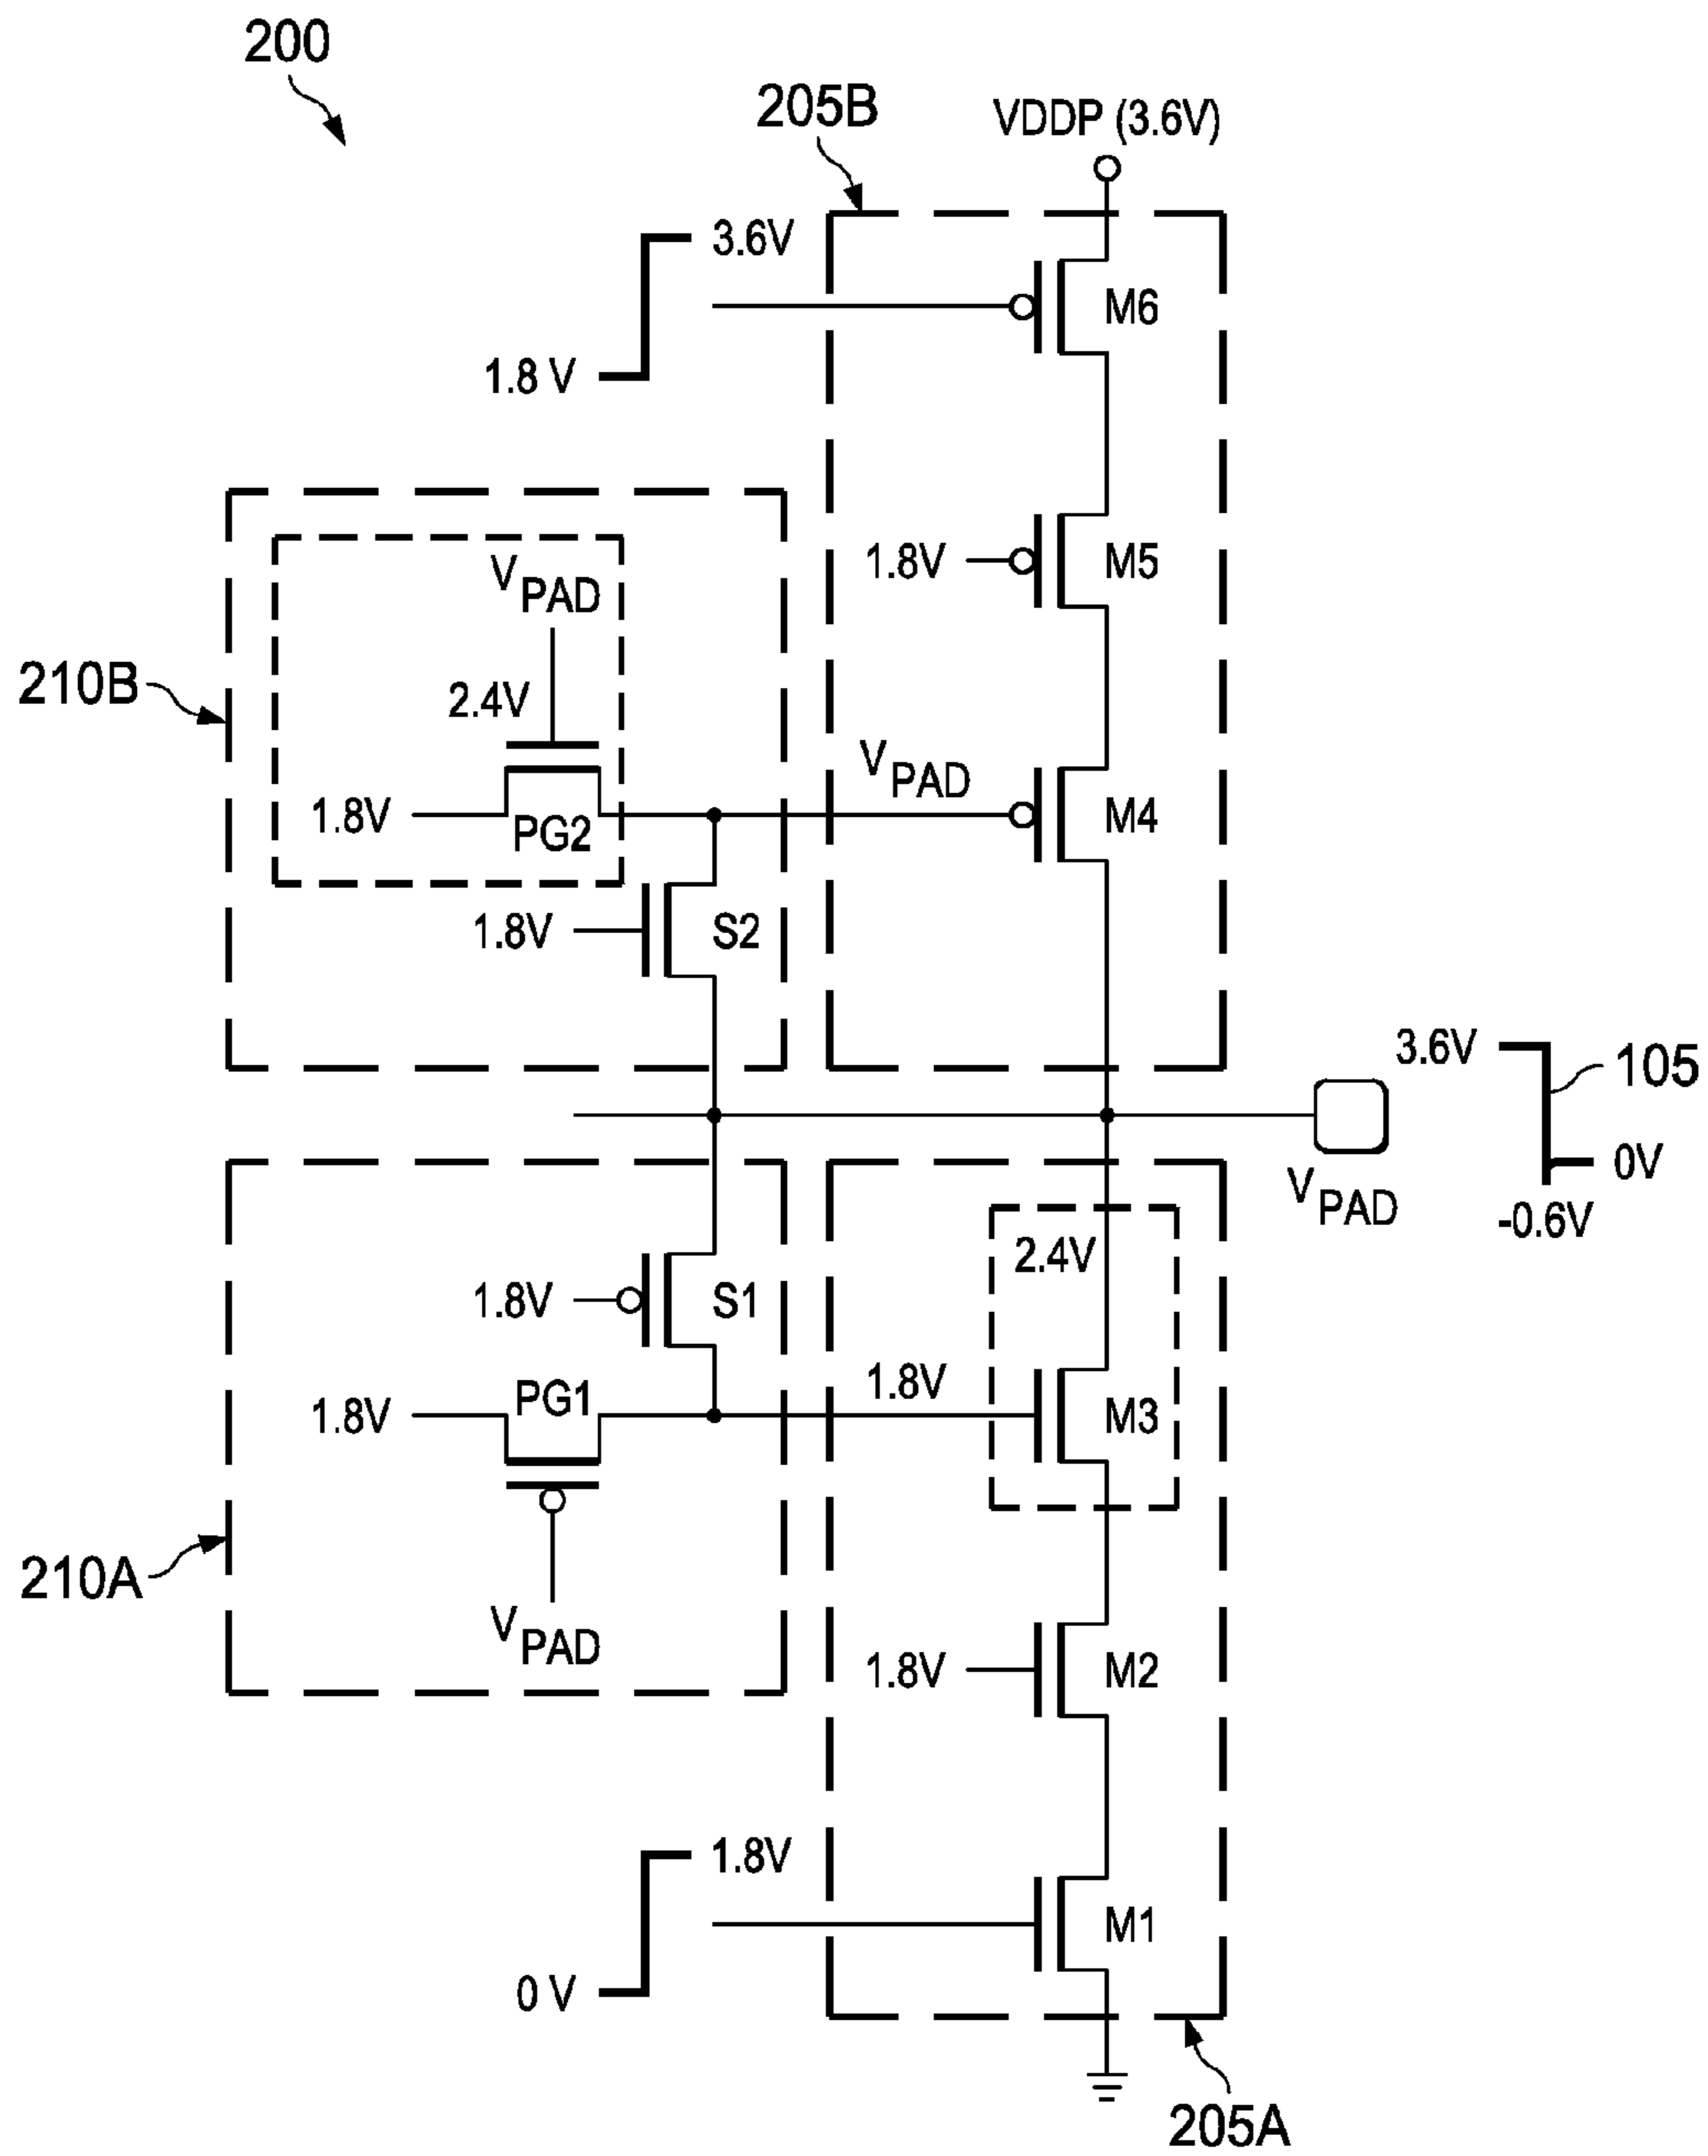 200
205B
VDDP (3.6V)
3.6V
1.8 V
M6
1.8V
M5
210B
VPAD
2.4V
1.8V
PG2
VPAD
M4
1.8V
S2
3.6V
105
0V
-0.6V
VPAD
2.4V
1.8V
S1
1.8V
PG1
1.8V
M3
210A
VPAD
1.8V
M2
1.8V
0 V
M1
205A